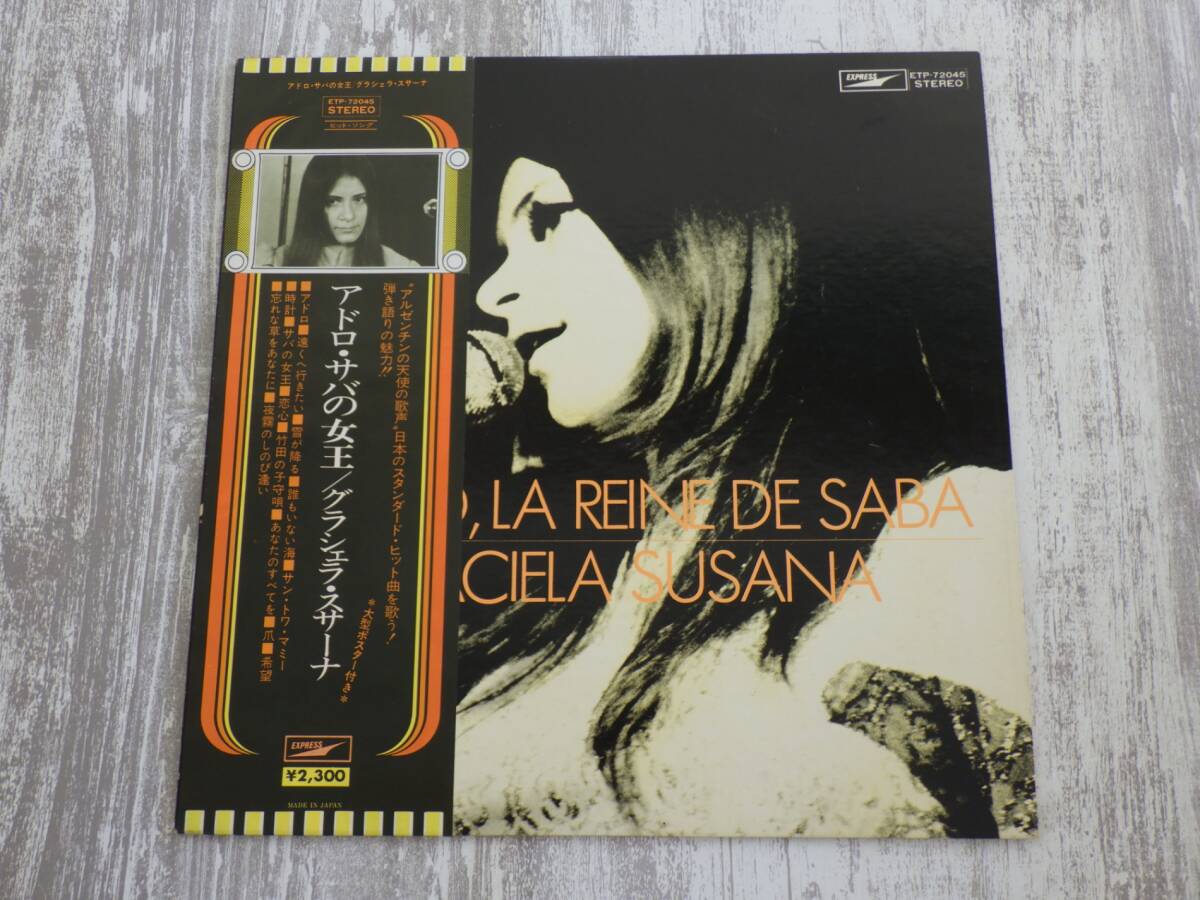 アドロ・サバの女王/グラシェラ・スサーナ
ETP-72045
STEREO
ヒット・ソング
“アルゼンチンの天使の歌声”日本のスタンダード・ヒット曲を歌う!
弾き語りの魅力!!
*大型ポスター付き*
アドロ・サバの女王/グラシェラ・スサーナ
■アドロ■遠くへ行きたい■雪が降る■誰もいない海■サン・トワ・マミー
■時計■サバの女王■恋心■竹田の子守唄■あなたのすべてを■爪■希望
■忘れな草をあなたに■夜霧のしのび逢い
EXPRESS
¥2,300
MADE IN JAPAN
EXPRESS
ETP-72045
STEREO
, LA REINE DE SABA
ACIELA SUSANA